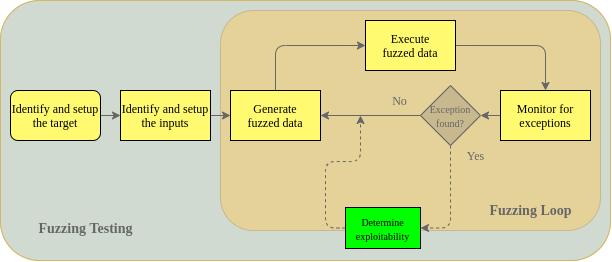 Identify and setup
the target
Identify and setup
the inputs
Generate
fuzzed data
Execute
fuzzed data
Monitor for
exceptions
Exception
found?
No
Yes
Determine
exploitability
Fuzzing Loop
Fuzzing Testing